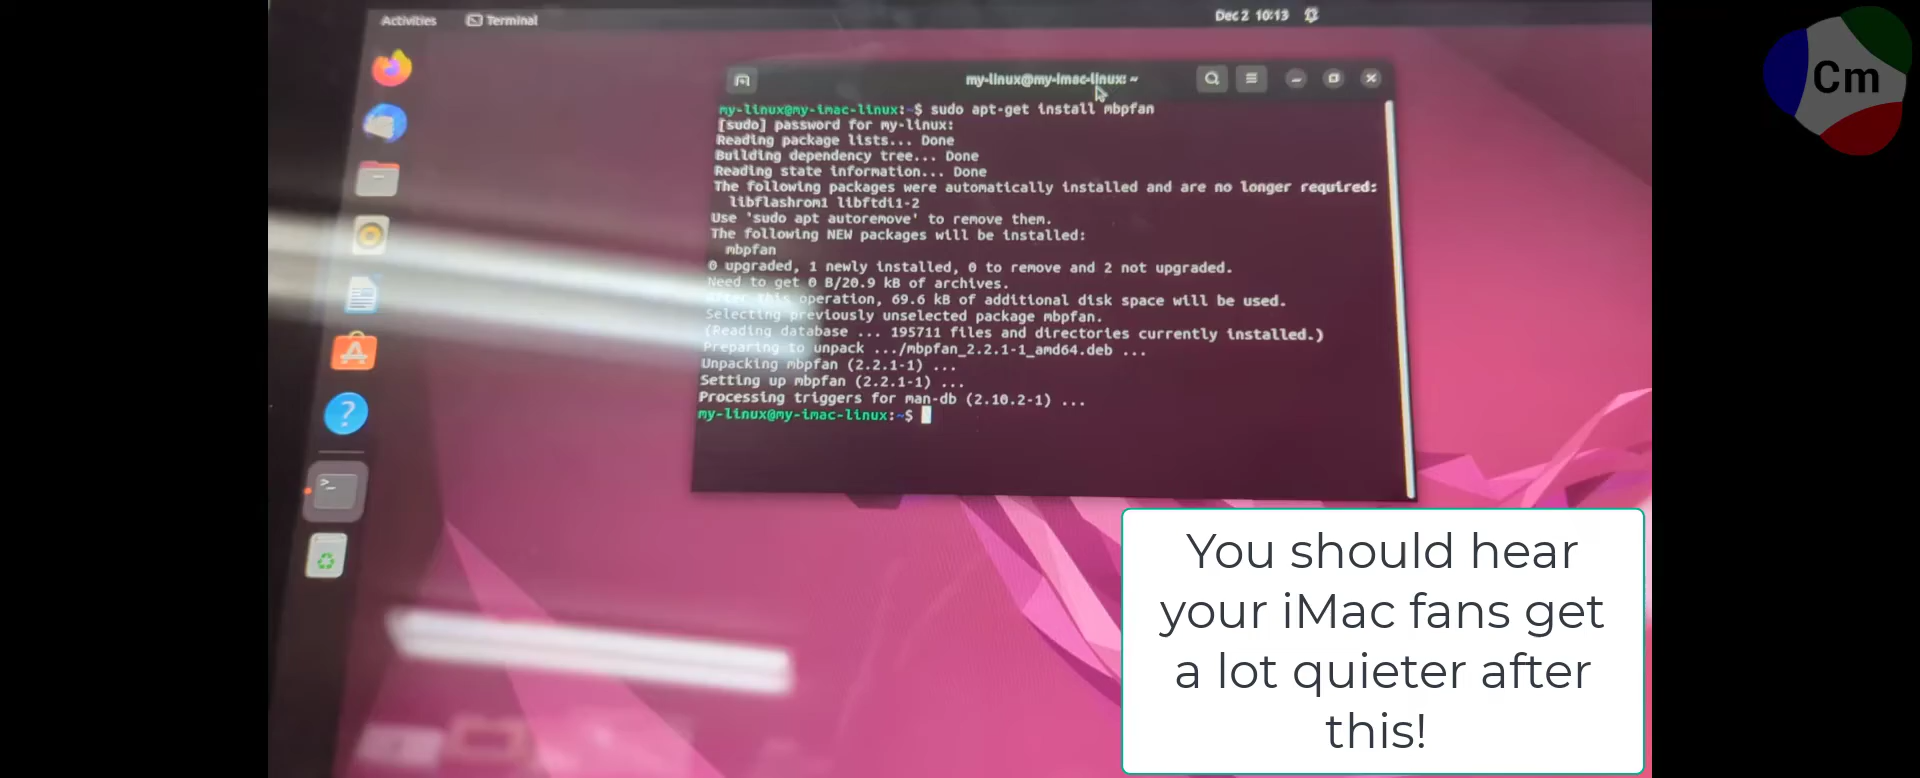 Activities Terminal Dec 2 10:13
Cm
my-linux@my-imac-linux: ~
my-linux@my-imac-linux:~$ sudo apt-get install mbpfan
[sudo] password for my-linux:
Reading package lists... Done
Building dependency tree... Done
Reading state information... Done
The following packages were automatically installed and are no longer required:
libflashrom1 libftdi1-2
Use 'sudo apt autoremove' to remove them.
The following NEW packages will be installed:
mbpfan
0 upgraded, 1 newly installed, 0 to remove and 2 not upgraded.
Need to get 0 B/20.9 kB of archives.
After this operation, 69.6 kB of additional disk space will be used.
Selecting previously unselected package mbpfan.
(Reading database ... 195711 files and directories currently installed.)
Preparing to unpack .../mbpfan_2.2.1-1_amd64.deb ...
Unpacking mbpfan (2.2.1-1) ...
Setting up mbpfan (2.2.1-1) ...
Processing triggers for man-db (2.10.2-1) ...
my-linux@my-imac-linux:~$
You should hear
your iMac fans get
a lot quieter after
this!